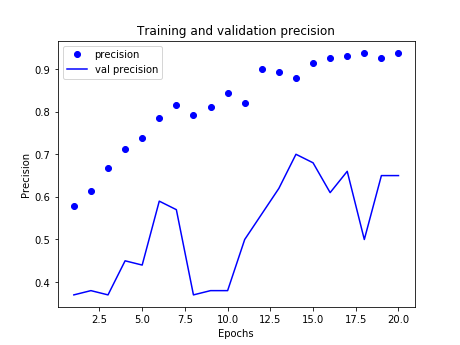 Training and validation precision
precision
val precision
0.9
0.8
0.7
0.6
0.5
0.4
Precision
2.5 5.0 7.5 10.0 12.5 15.0 17.5 20.0
Epochs